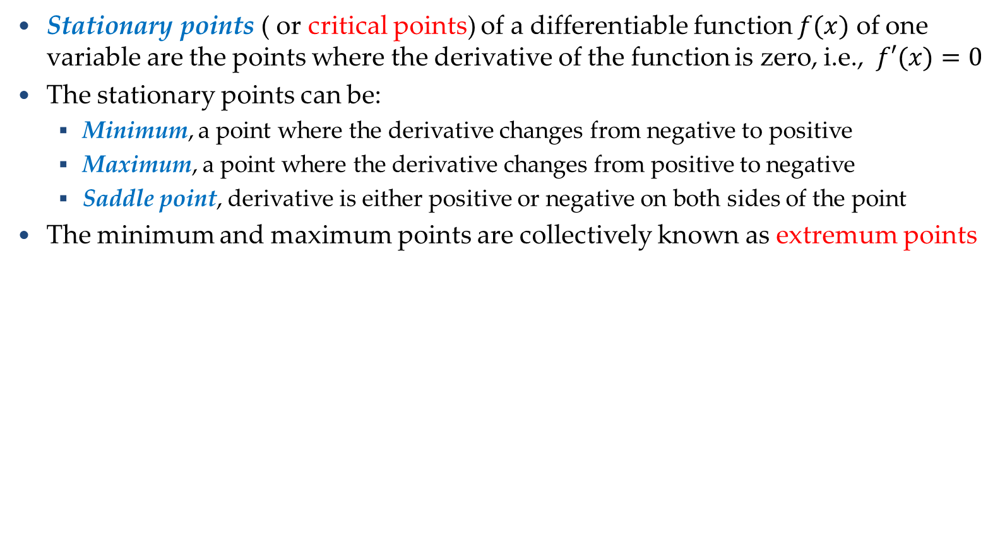 • Stationary points ( or critical points) of a differentiable function f(x) of one
variable are the points where the derivative of the function is zero, i.e., f′(x) = 0
• The stationary points can be:
▪ Minimum, a point where the derivative changes from negative to positive
▪ Maximum, a point where the derivative changes from positive to negative
▪ Saddle point, derivative is either positive or negative on both sides of the point
• The minimum and maximum points are collectively known as extremum points